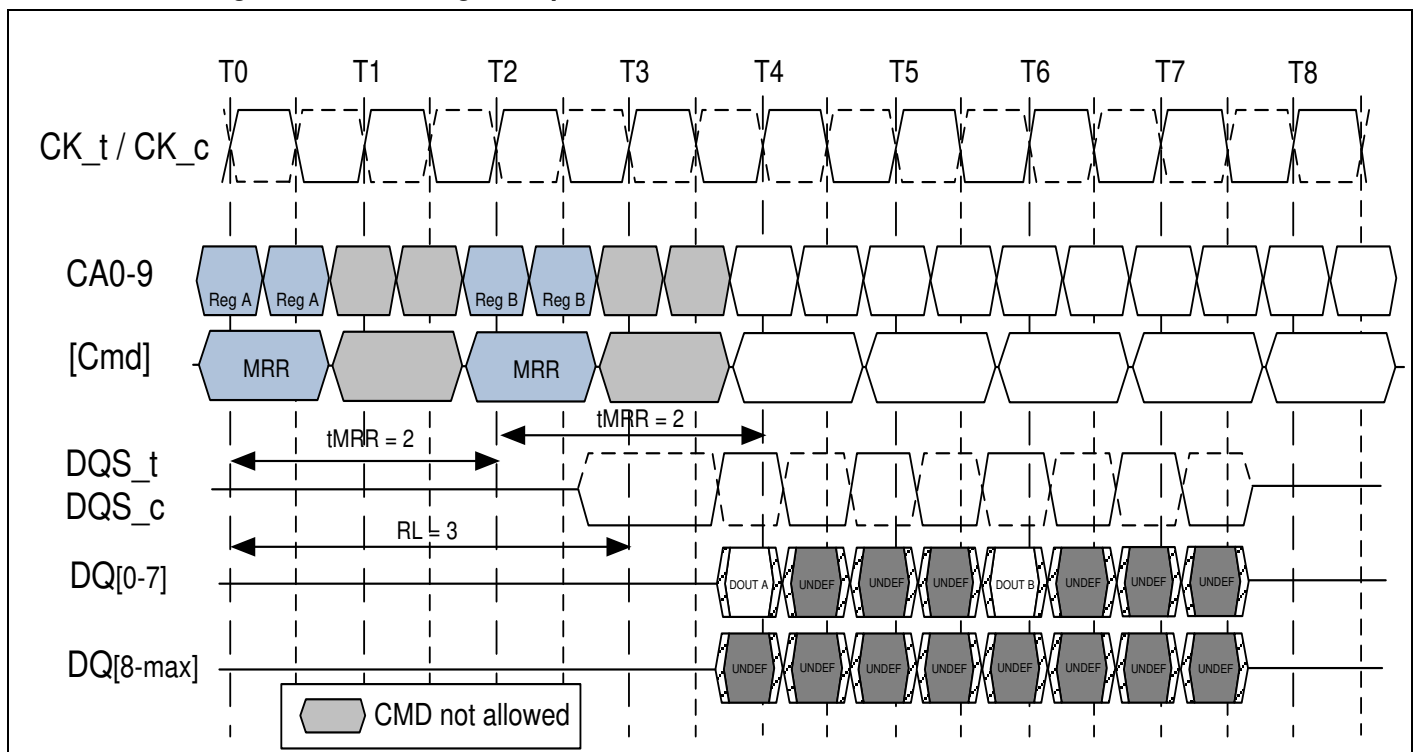 T0 T1 T2 T3 T4 T5 T6 T7 T8
CK_t / CK_c
CA0-9
Reg A Reg A Reg B Reg B
[Cmd]
MRR MRR
tMRR = 2 tMRR = 2
DQS_t
DQS_c
RL = 3
DQ[0-7]
DOUT A UNDEF UNDEF UNDEF DOUT B UNDEF UNDEF UNDEF
DQ[8-max]
UNDEF UNDEF UNDEF UNDEF UNDEF UNDEF UNDEF UNDEF
CMD not allowed